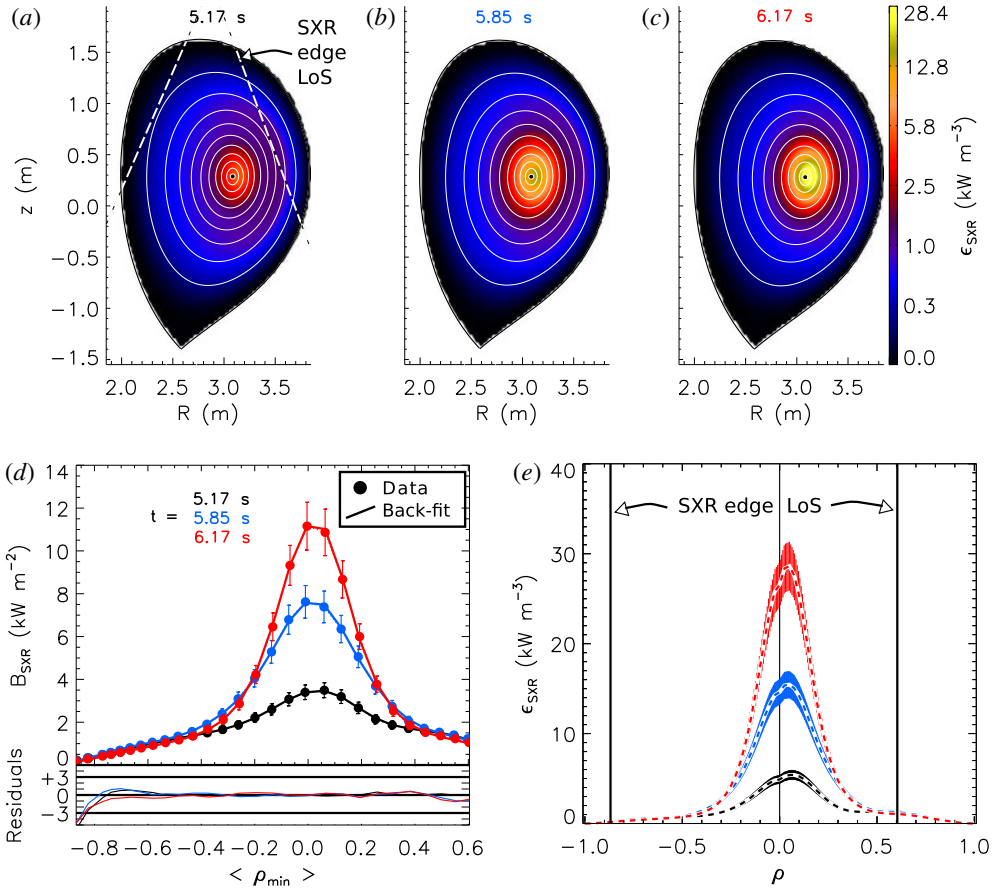 (a) 5.17 s
SXR
edge
LoS
1.5
1.0
0.5
0.0
−0.5
−1.0
−1.5
z (m)
2.0 2.5 3.0 3.5
R (m)
(b) 5.85 s
2.0 2.5 3.0 3.5
R (m)
(c) 6.17 s
2.0 2.5 3.0 3.5
R (m)
28.4
12.8
5.8
2.5
1.0
0.3
0.0
ϵSXR (kW m⁻³)
(d)
14
12
10
8
6
4
2
0
BSXR (kW m⁻²)
5.17 s
t = 5.85 s
6.17 s
Data
Back-fit
Residuals
+3
0
−3
−0.8 −0.6 −0.4 −0.2 0.0 0.2 0.4 0.6
< ρmin >
(e)
40
30
20
10
0
ϵSXR (kW m⁻³)
SXR edge LoS
−1.0 −0.5 0.0 0.5 1.0
ρ